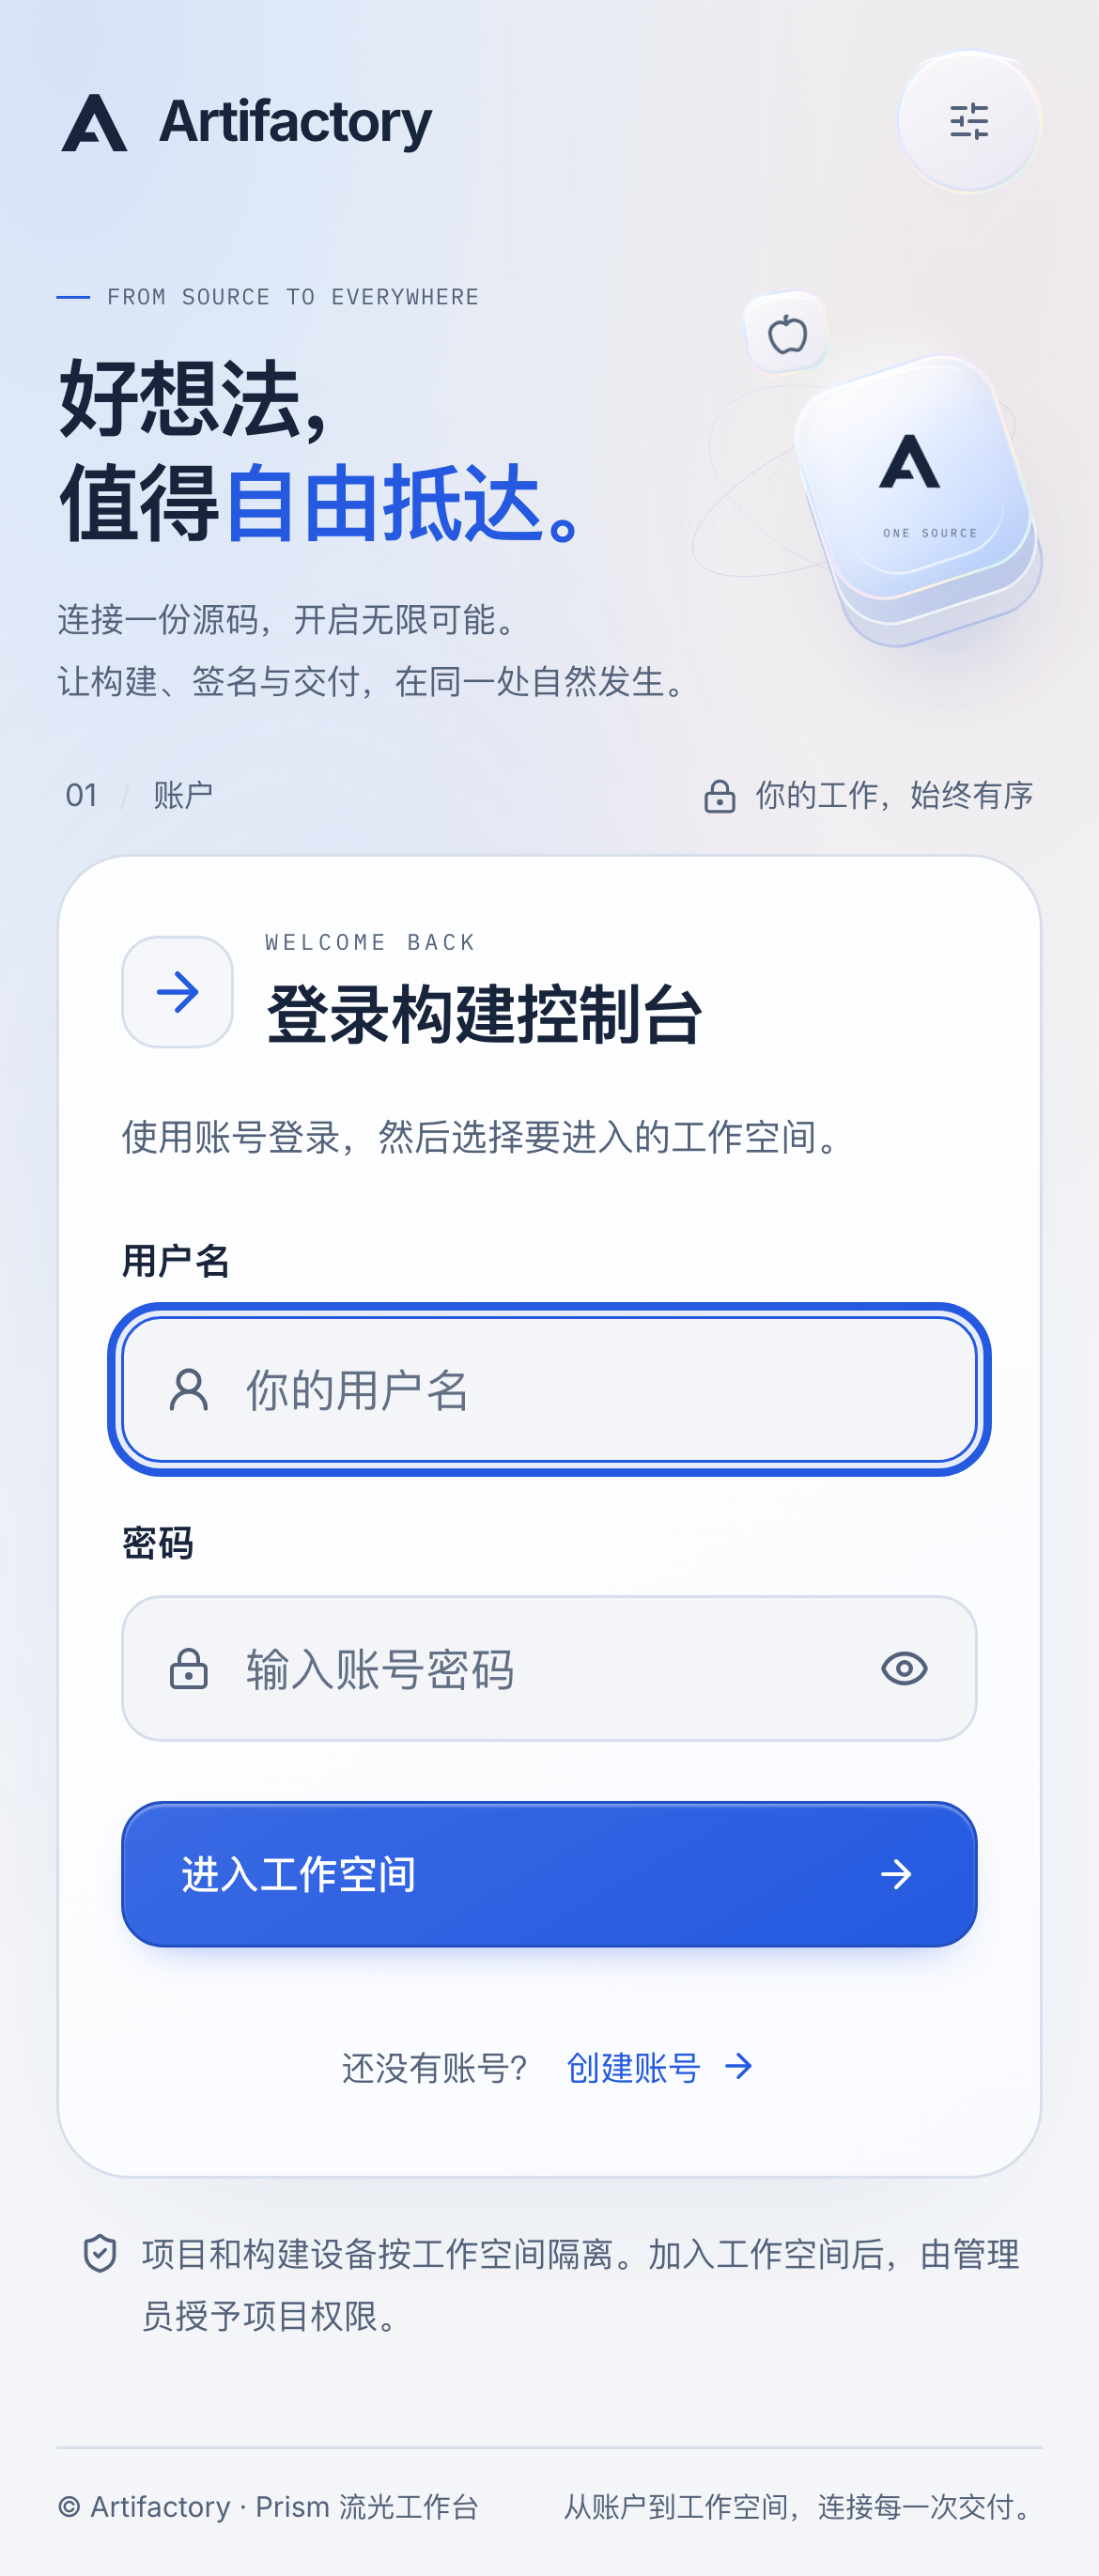 Artifactory
FROM SOURCE TO EVERYWHERE
好想法，
值得自由抵达。
ONE SOURCE
连接一份源码，开启无限可能。
让构建、签名与交付，在同一处自然发生。
01 / 账户
你的工作，始终有序
WELCOME BACK
登录构建控制台
使用账号登录，然后选择要进入的工作空间。
用户名
你的用户名
密码
输入账号密码
进入工作空间
还没有账号？ 创建账号
项目和构建设备按工作空间隔离。加入工作空间后，由管理
员授予项目权限。
© Artifactory · Prism 流光工作台
从账户到工作空间，连接每一次交付。